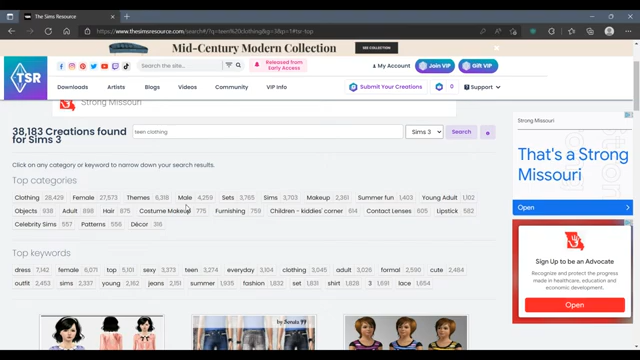 The Sims Resource
https://www.thesimsresource.com/search#/?q=teen%20clothing&g=3&p=1#tsr-top
Mid-Century Modern Collection
SEE COLLECTION
TSR
Search the site...
Released from
Early Access
My Account
Join VIP
Gift VIP
Downloads
Artists
Blogs
Videos
Community
VIP Info
Submit Your Creations
0
Support
Strong Missouri
38,183 Creations found
for Sims 3
teen clothing
Sims 3
Search
Click on any category or keyword to narrow down your search results.
Top categories
Clothing 28,429 Female 27,573 Themes 6,318 Male 4,259 Sets 3,765 Sims 3,703 Makeup 2,361 Summer fun 1,403 Young Adult 1,102
Objects 938 Adult 898 Hair 875 Costume Makeup 775 Furnishing 759 Children - kiddies' corner 614 Contact Lenses 605 Lipstick 582
Celebrity Sims 557 Patterns 556 Décor 316
Top keywords
dress 7,142 female 6,071 top 5,101 sexy 3,373 teen 3,274 everyday 3,104 clothing 3,045 adult 3,026 formal 2,590 cute 2,484
outfit 2,453 sims 2,337 young 2,162 jeans 2,151 summer 1,935 fashion 1,832 set 1,831 shirt 1,828 3 1,691 lace 1,654
Strong Missouri
That's a Strong
Missouri
Open
Sign Up to be an Advocate
Recognize and protect the progress
made in healthcare, education and
economic development.
Open